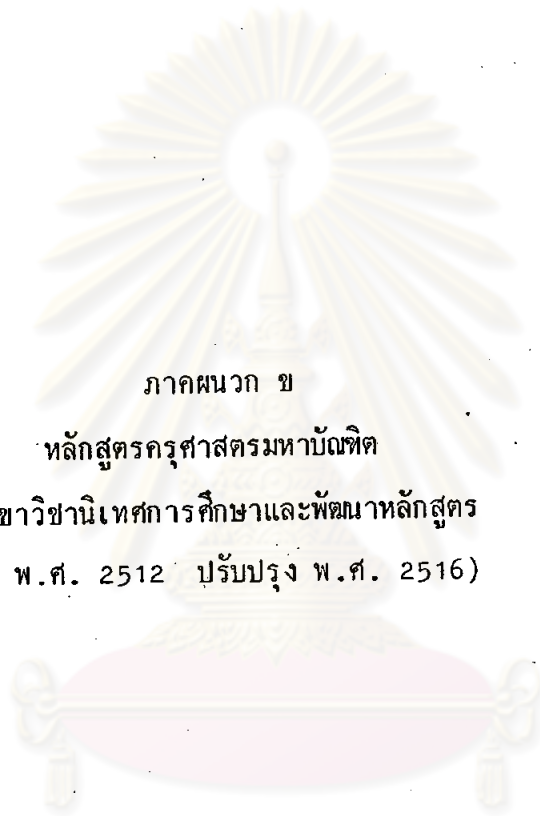 ภาคผนวก ข
หลักสูตรครุศาสตรมหาบัณฑิต
ขาวิชานิเทศการศึกษาและพัฒนาหลักสูตร
พ.ศ. 2512 ปรับปรุง พ.ศ. 2516)